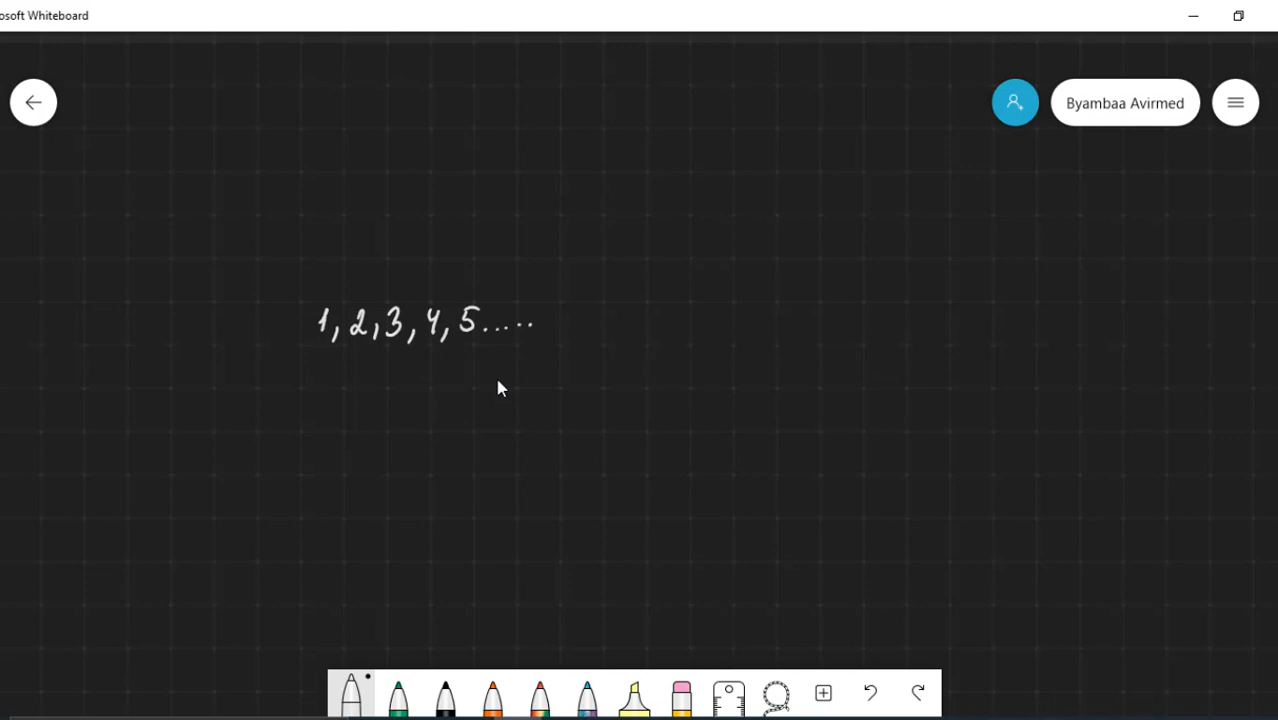 osoft Whiteboard
Byambaa Avirmed
1, 2, 3, 4, 5.....